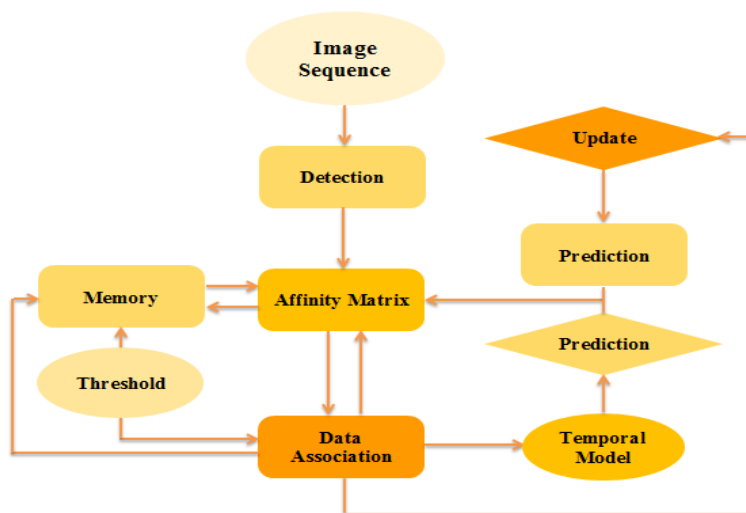 Image
Sequence
Update
Detection
Prediction
Memory
Affinity Matrix
Prediction
Threshold
Data
Association
Temporal
Model